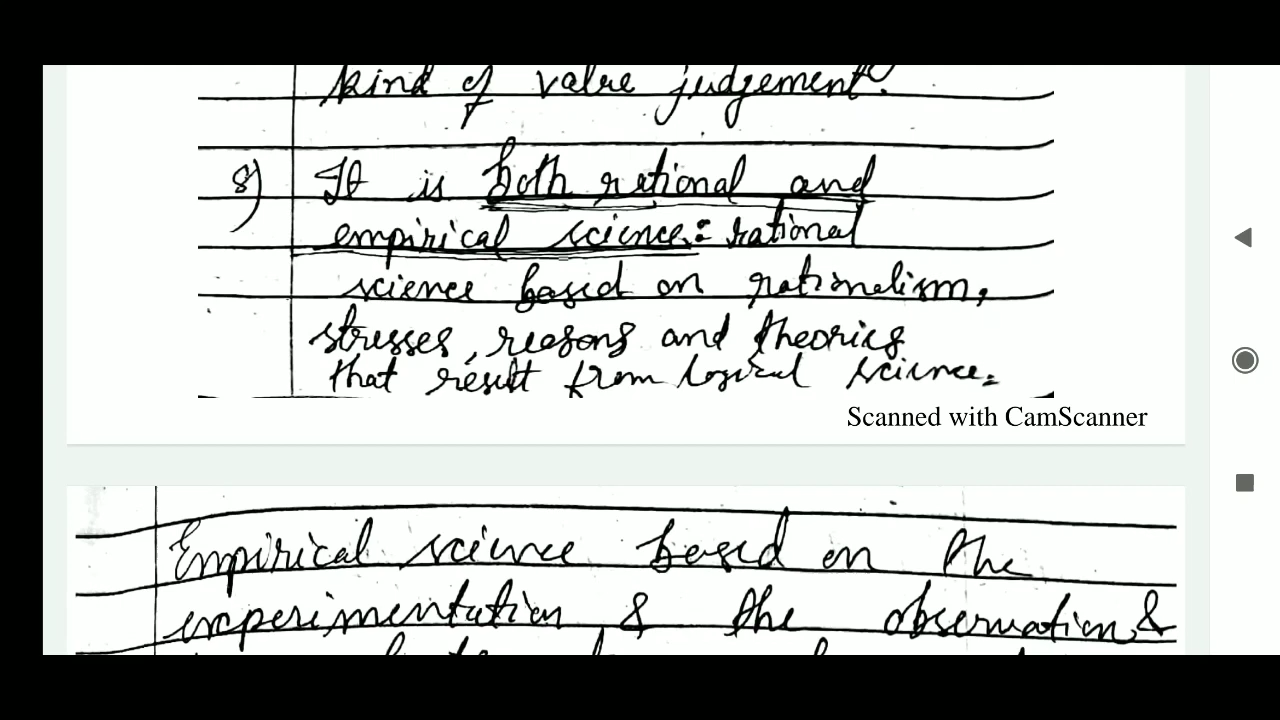 kind of value judgement.
8) It is both rational and
empirical science: rational
science based on rationalism,
stresses, reasons and theories
that result from logical science.
Scanned with CamScanner
Empirical science based on the
experimentation & the observation, &